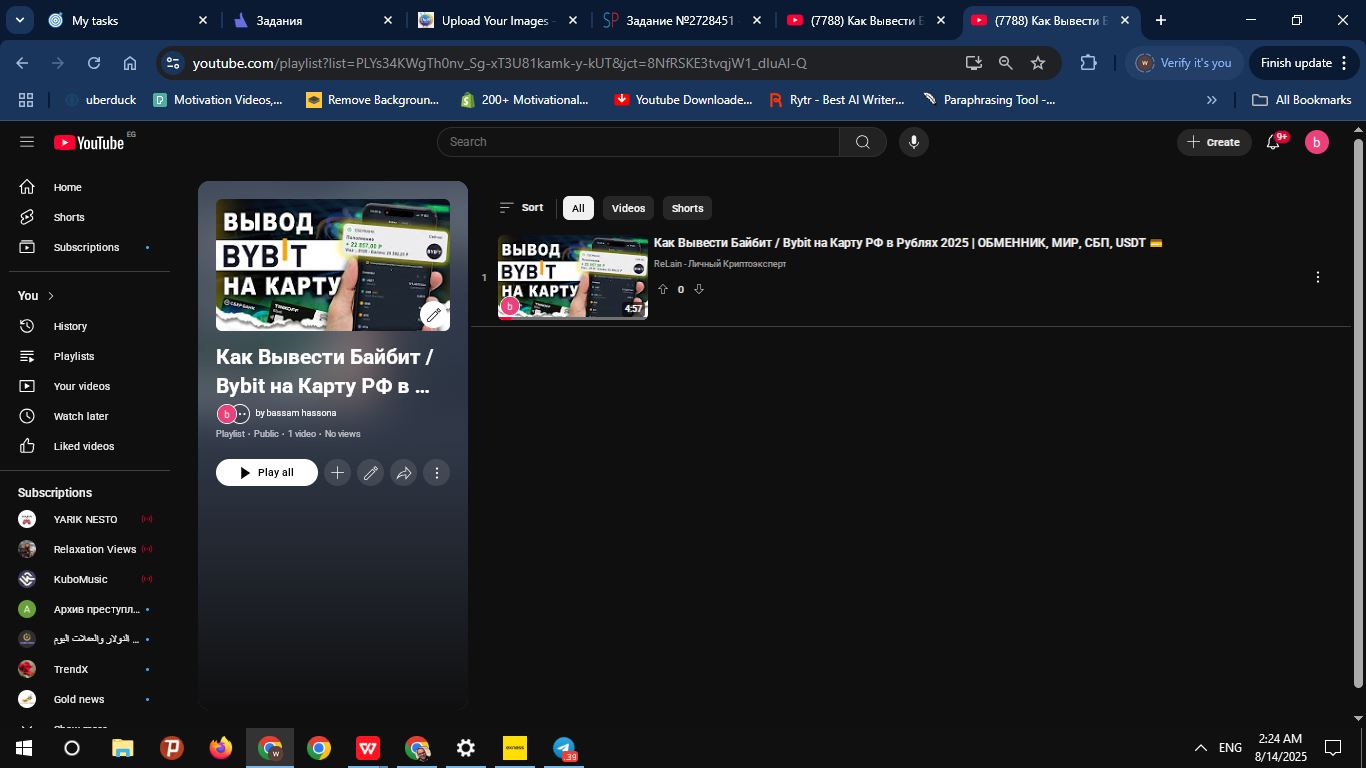 My tasks
Задания
Upload Your Images -
Задание №2728451
(7788) Как Вывести Б
(7788) Как Вывести Б
youtube.com/playlist?list=PLYs34KWgTh0nv_Sg-xT3U81kamk-y-kUT&jct=8NfRSKE3tvqjW1_dIuAI-Q
Verify it's you
Finish update
uberduck
Motivation Videos,...
Remove Backgroun...
200+ Motivational...
Youtube Downloade...
Rytr - Best AI Writer...
Paraphrasing Tool -...
All Bookmarks
YouTube
EG
Search
Create
9+
b
Home
Shorts
Subscriptions
You
History
Playlists
Your videos
Watch later
Liked videos
Subscriptions
YARIK NESTO
Relaxation Views
KuboMusic
Архив преступл...
الدولار والعملات اليوم ...
TrendX
Gold news
Show more
ВЫВОД
BYBIT
НА КАРТУ
Как Вывести Байбит /
Bybit на Карту РФ в ...
by bassam hassona
Playlist • Public • 1 video • No views
Play all
Sort
All
Videos
Shorts
1
ВЫВОД
BYBIT
НА КАРТУ
4:57
Как Вывести Байбит / Bybit на Карту РФ в Рублях 2025 | ОБМЕННИК, МИР, СБП, USDT
ReLain - Личный Криптоэксперт
0
exness
39
ENG
2:24 AM
8/14/2025